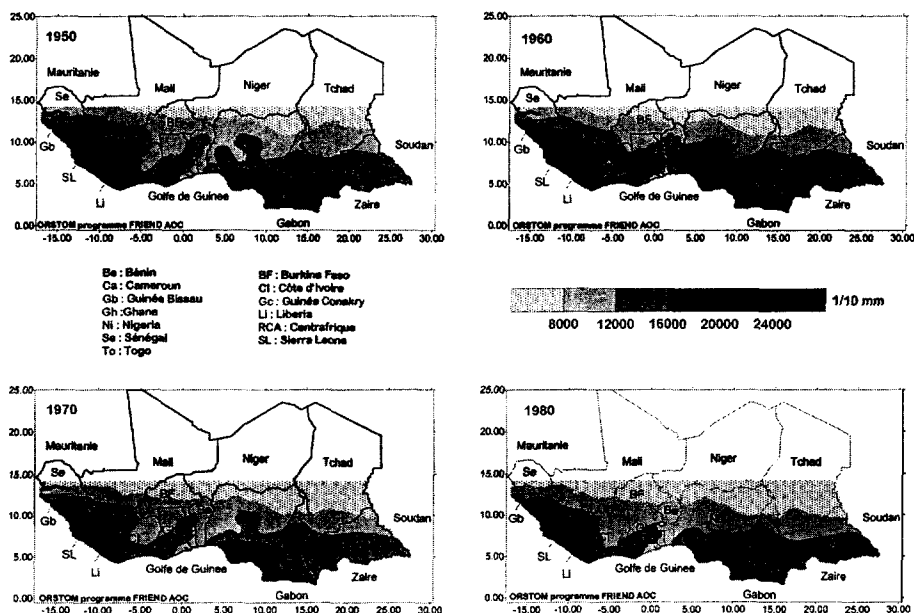 1950
Mauritanie
Se
Mali
Niger
Tchad
BF
Gb
SL
Li
Golfe de Guinee
Gabon
Zaire
Soudan
ORSTOM programme FRIEND AOC
25.00
20.00
15.00
10.00
5.00
0.00
-15.00 -10.00 -5.00 0.00 5.00 10.00 15.00 20.00 25.00 30.00
1960
Mauritanie
Se
Mali
Niger
Tchad
BF
Gb
SL
Li
Golfe de Guinee
Gabon
Zaire
Soudan
ORSTOM programme FRIEND AOC
25.00
20.00
15.00
10.00
5.00
0.00
-15.00 -10.00 -5.00 0.00 5.00 10.00 15.00 20.00 25.00 30.00
Be : Bénin
Ca : Cameroun
Gb : Guinée Bissau
Gh : Ghana
Ni : Nigeria
Se : Sénégal
To : Togo
BF : Burkina Faso
CI : Côte d'Ivoire
Gc : Guinée Conakry
Li : Liberia
RCA : Centrafrique
SL : Sierra Leone
1/10 mm
8000 12000 16000 20000 24000
1970
Mauritanie
Se
Mali
Niger
Tchad
BF
Gb
SL
Li
Golfe de Guinee
Gabon
Zaire
Soudan
ORSTOM programme FRIEND AOC
25.00
20.00
15.00
10.00
5.00
0.00
-15.00 -10.00 -5.00 0.00 5.00 10.00 15.00 20.00 25.00 30.00
1980
Mauritanie
Se
Mali
Niger
Tchad
BF
Be
Gb
SL
Li
Golfe de Guinee
Gabon
Zaire
Soudan
ORSTOM programme FRIEND AOC
25.00
20.00
15.00
10.00
5.00
0.00
-15.00 -10.00 -5.00 0.00 5.00 10.00 15.00 20.00 25.00 30.00